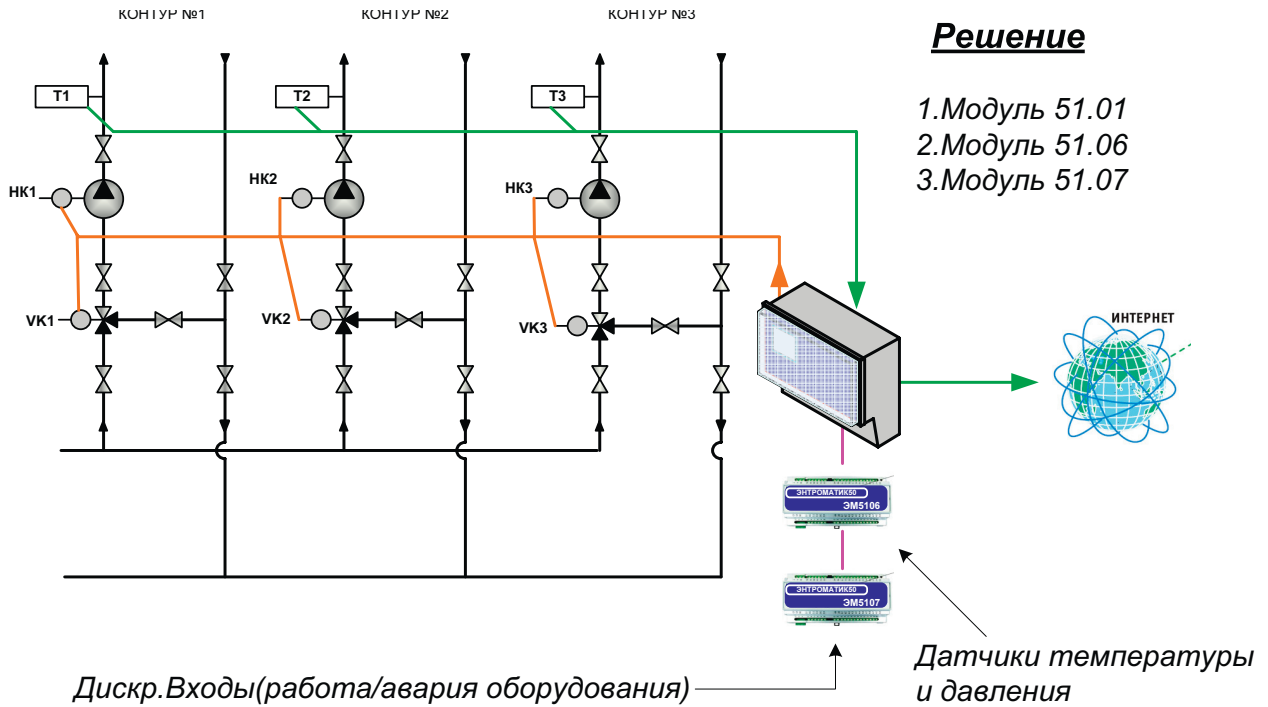 КОНТУР №1
КОНТУР №2
КОНТУР №3
Решение
T1
T2
T3
1.Модуль 51.01
2.Модуль 51.06
3.Модуль 51.07
НК1
НК2
НК3
VK1
VK2
VK3
ИНТЕРНЕТ
ЭНТРОМАТИК50
ЭМ5106
ЭНТРОМАТИК50
ЭМ5107
Датчики температуры
и давления
Дискр.Входы(работа/авария оборудования)